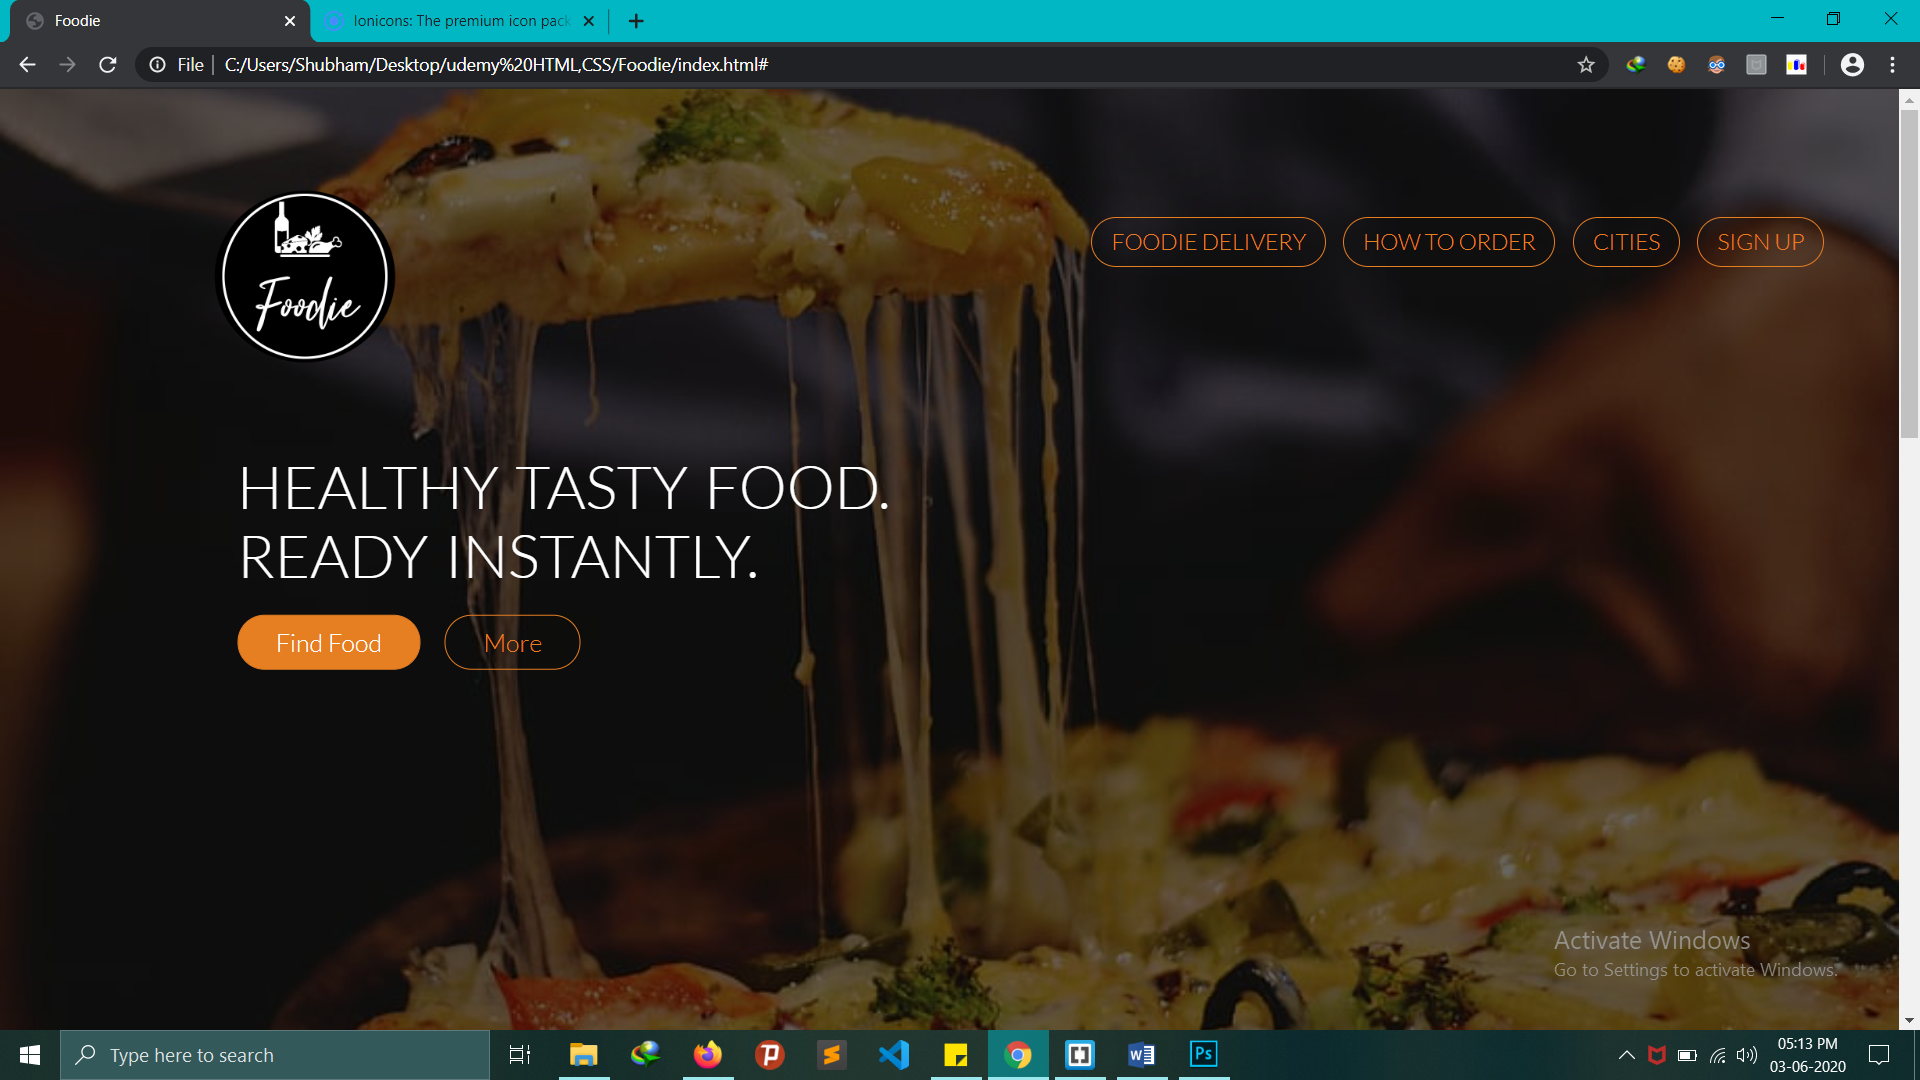 Foodie
Ionicons: The premium icon pack
File
C:/Users/Shubham/Desktop/udemy%20HTML,CSS/Foodie/index.html#
Foodie
FOODIE DELIVERY
HOW TO ORDER
CITIES
SIGN UP
HEALTHY TASTY FOOD.
READY INSTANTLY.
Find Food
More
Activate Windows
Go to Settings to activate Windows.
Type here to search
W
Ps
05:13 PM
03-06-2020